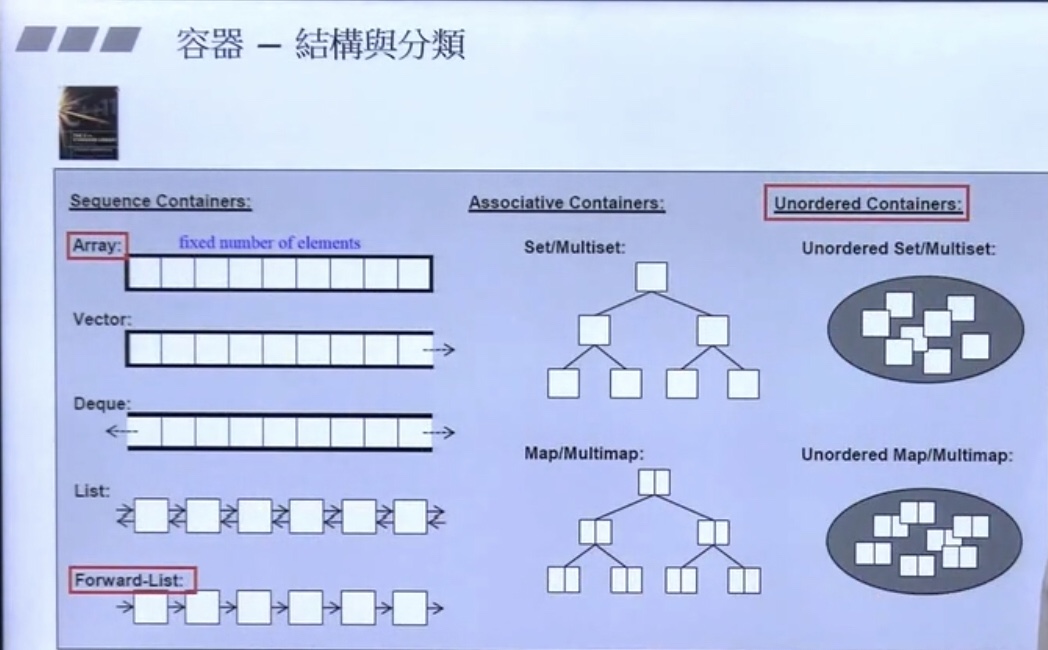 容器 – 結構與分類
Sequence Containers:
Array:
fixed number of elements
Vector:
Deque:
List:
Forward-List:
Associative Containers:
Set/Multiset:
Map/Multimap:
Unordered Containers:
Unordered Set/Multiset:
Unordered Map/Multimap: